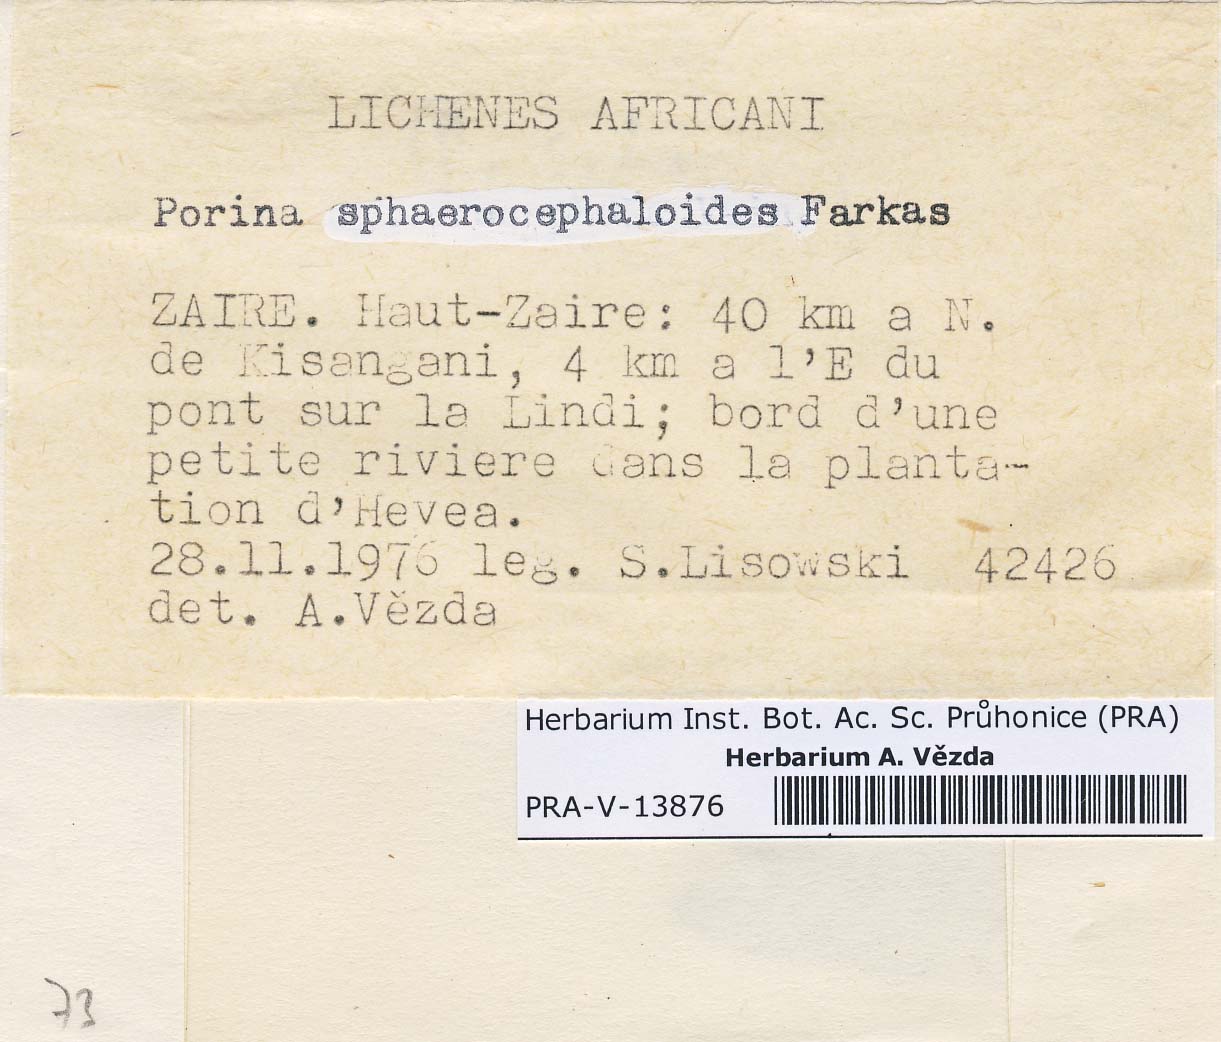 LICHENES AFRICANI
Porina sphaerocephaloides Farkas
ZAIRE. Haut-Zaire: 40 km a N.
de Kisangani, 4 km a l'E du
pont sur la Lindi; bord d'une
petite riviere dans la planta-
tion d'Hevea.
28.11.1976 leg. S.Lisowski 42426
det. A.Vězda
Herbarium Inst. Bot. Ac. Sc. Průhonice (PRA)
Herbarium A. Vězda
PRA-V-13876
73